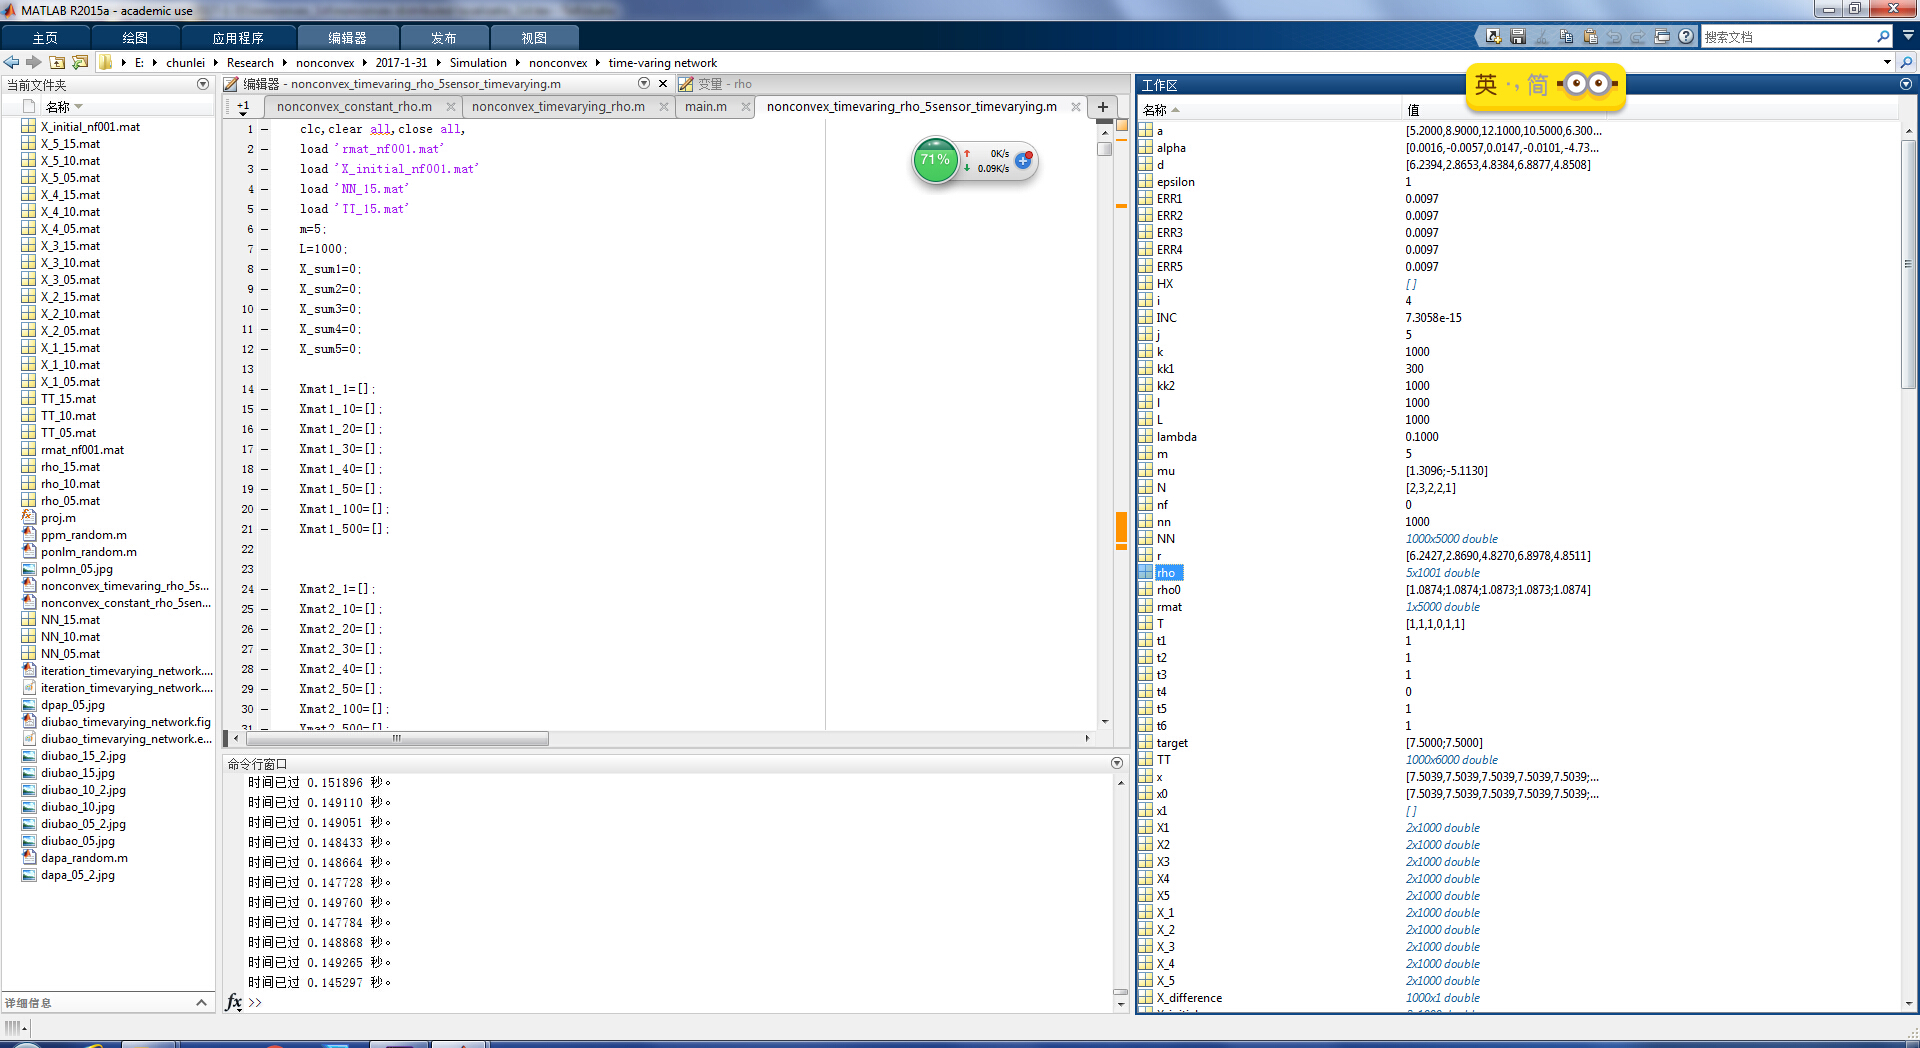 MATLAB R2015a - academic use
主页 绘图 应用程序 编辑器 发布 视图
搜索文档
E: chunlei Research nonconvex 2017-1-31 Simulation nonconvex time-varing network
当前文件夹
名称
X_initial_nf001.mat
X_5_15.mat
X_5_10.mat
X_5_05.mat
X_4_15.mat
X_4_10.mat
X_4_05.mat
X_3_15.mat
X_3_10.mat
X_3_05.mat
X_2_15.mat
X_2_10.mat
X_2_05.mat
X_1_15.mat
X_1_10.mat
X_1_05.mat
TT_15.mat
TT_10.mat
TT_05.mat
rmat_nf001.mat
rho_15.mat
rho_10.mat
rho_05.mat
proj.m
ppm_random.m
ponlm_random.m
polmn_05.jpg
nonconvex_timevaring_rho_5s...
nonconvex_constant_rho_5sen...
NN_15.mat
NN_10.mat
NN_05.mat
iteration_timevarying_network....
iteration_timevarying_network....
dpap_05.jpg
diubao_timevarying_network.fig
diubao_timevarying_network.e...
diubao_15_2.jpg
diubao_15.jpg
diubao_10_2.jpg
diubao_10.jpg
diubao_05_2.jpg
diubao_05.jpg
dapa_random.m
dapa_05_2.jpg
详细信息
编辑器 - nonconvex_timevaring_rho_5sensor_timevarying.m
变量 - rho
+1 nonconvex_constant_rho.m nonconvex_timevarying_rho.m main.m nonconvex_timevaring_rho_5sensor_timevarying.m +
1 – clc,clear all,close all,
2 – load 'rmat_nf001.mat'
3 – load 'X_initial_nf001.mat'
4 – load 'NN_15.mat'
5 – load 'TT_15.mat'
6 – m=5;
7 – L=1000;
8 – X_sum1=0;
9 – X_sum2=0;
10 – X_sum3=0;
11 – X_sum4=0;
12 – X_sum5=0;
13
14 – Xmat1_1=[];
15 – Xmat1_10=[];
16 – Xmat1_20=[];
17 – Xmat1_30=[];
18 – Xmat1_40=[];
19 – Xmat1_50=[];
20 – Xmat1_100=[];
21 – Xmat1_500=[];
22
23
24 – Xmat2_1=[];
25 – Xmat2_10=[];
26 – Xmat2_20=[];
27 – Xmat2_30=[];
28 – Xmat2_40=[];
29 – Xmat2_50=[];
30 – Xmat2_100=[];
31 – Xmat2_500=[];
71% 0K/s
0.09K/s
命令行窗口
时间已过 0.151896 秒。
时间已过 0.149110 秒。
时间已过 0.149051 秒。
时间已过 0.148433 秒。
时间已过 0.148664 秒。
时间已过 0.147728 秒。
时间已过 0.149760 秒。
时间已过 0.147784 秒。
时间已过 0.148868 秒。
时间已过 0.149265 秒。
时间已过 0.145297 秒。
fx >>
工作区
英 ·, 简
名称 值
a [5.2000,8.9000,12.1000,10.5000,6.300...
alpha [0.0016,-0.0057,0.0147,-0.0101,-4.73...
d [6.2394,2.8653,4.8384,6.8877,4.8508]
epsilon 1
ERR1 0.0097
ERR2 0.0097
ERR3 0.0097
ERR4 0.0097
ERR5 0.0097
HX []
i 4
INC 7.3058e-15
j 5
k 1000
kk1 300
kk2 1000
l 1000
L 1000
lambda 0.1000
m 5
mu [1.3096;-5.1130]
N [2,3,2,2,1]
nf 0
nn 1000
NN 1000x5000 double
r [6.2427,2.8690,4.8270,6.8978,4.8511]
rho 5x1001 double
rho0 [1.0874;1.0874;1.0873;1.0873;1.0874]
rmat 1x5000 double
T [1,1,1,0,1,1]
t1 1
t2 1
t3 1
t4 0
t5 1
t6 1
target [7.5000;7.5000]
TT 1000x6000 double
x [7.5039,7.5039,7.5039,7.5039,7.5039;...
x0 [7.5039,7.5039,7.5039,7.5039,7.5039;...
x1 []
X1 2x1000 double
X2 2x1000 double
X3 2x1000 double
X4 2x1000 double
X5 2x1000 double
X_1 2x1000 double
X_2 2x1000 double
X_3 2x1000 double
X_4 2x1000 double
X_5 2x1000 double
X_difference 1000x1 double